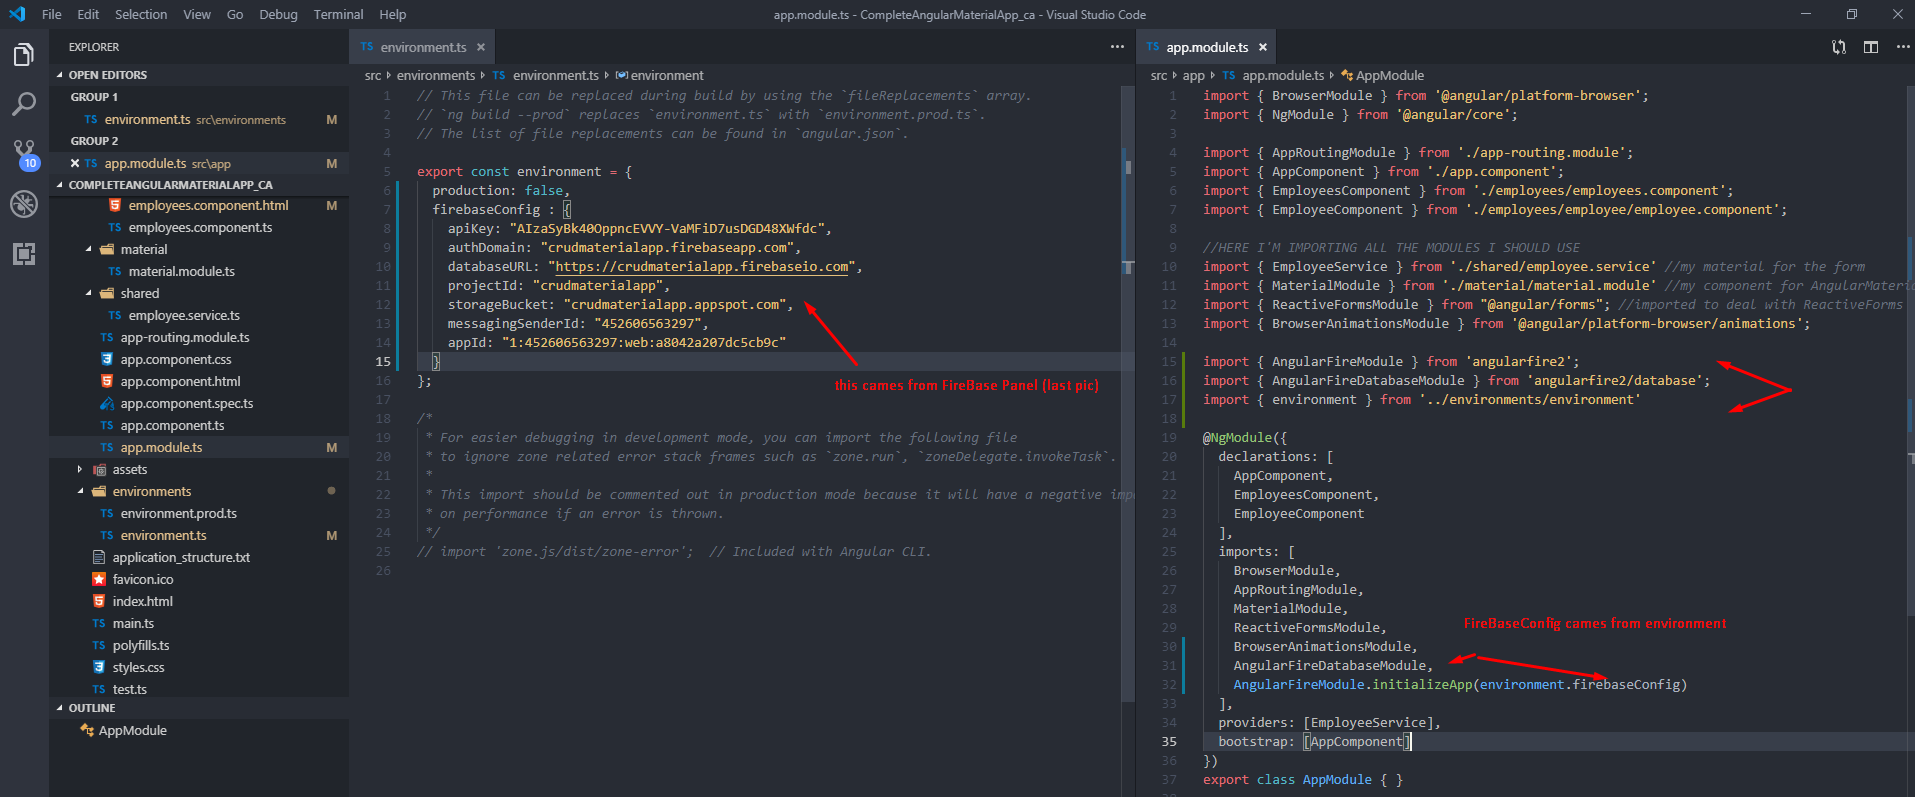 File Edit Selection View Go Debug Terminal Help
app.module.ts - CompleteAngularMaterialApp_ca - Visual Studio Code
EXPLORER
OPEN EDITORS
GROUP 1
TS environment.ts src\environments M
GROUP 2
TS app.module.ts src\app M
COMPLETEANGULARMATERIALAPP_CA
employees.component.html M
TS employees.component.ts
material
TS material.module.ts
shared
TS employee.service.ts
TS app-routing.module.ts
app.component.css
app.component.html
app.component.spec.ts
TS app.component.ts
TS app.module.ts M
assets
environments
TS environment.prod.ts
TS environment.ts M
application_structure.txt
favicon.ico
index.html
TS main.ts
TS polyfills.ts
styles.css
TS test.ts
OUTLINE
AppModule
10
TS environment.ts
src environments TS environment.ts environment
1 // This file can be replaced during build by using the `fileReplacements` array.
2 // `ng build --prod` replaces `environment.ts` with `environment.prod.ts`.
3 // The list of file replacements can be found in `angular.json`.
4
5 export const environment = {
6 production: false,
7 firebaseConfig : {
8 apiKey: "AIzaSyBk40OppncEVVY-VaMFiD7usDGD48XWfdc",
9 authDomain: "crudmaterialapp.firebaseapp.com",
10 databaseURL: "https://crudmaterialapp.firebaseio.com",
11 projectId: "crudmaterialapp",
12 storageBucket: "crudmaterialapp.appspot.com",
13 messagingSenderId: "452606563297",
14 appId: "1:452606563297:web:a8042a207dc5cb9c"
15 }
this cames from FireBase Panel (last pic)
16 };
17
18 /*
19 * For easier debugging in development mode, you can import the following file
20 * to ignore zone related error stack frames such as `zone.run`, `zoneDelegate.invokeTask`.
21 *
22 * This import should be commented out in production mode because it will have a negative imp
23 * on performance if an error is thrown.
24 */
25 // import 'zone.js/dist/zone-error';  // Included with Angular CLI.
26
TS app.module.ts
src app TS app.module.ts AppModule
1 import { BrowserModule } from '@angular/platform-browser';
2 import { NgModule } from '@angular/core';
3
4 import { AppRoutingModule } from './app-routing.module';
5 import { AppComponent } from './app.component';
6 import { EmployeesComponent } from './employees/employees.component';
7 import { EmployeeComponent } from './employees/employee/employee.component';
8
9 //HERE I'M IMPORTING ALL THE MODULES I SHOULD USE
10 import { EmployeeService } from './shared/employee.service' //my material for the form
11 import { MaterialModule } from './material/material.module' //my component for AngularMateri
12 import { ReactiveFormsModule } from "@angular/forms"; //imported to deal with ReactiveForms
13 import { BrowserAnimationsModule } from '@angular/platform-browser/animations';
14
15 import { AngularFireModule } from 'angularfire2';
16 import { AngularFireDatabaseModule } from 'angularfire2/database';
17 import { environment } from '../environments/environment'
18
19 @NgModule({
20 declarations: [
21 AppComponent,
22 EmployeesComponent,
23 EmployeeComponent
24 ],
25 imports: [
26 BrowserModule,
27 AppRoutingModule,
28 MaterialModule,
29 ReactiveFormsModule,
FireBaseConfig cames from environment
30 BrowserAnimationsModule,
31 AngularFireDatabaseModule,
32 AngularFireModule.initializeApp(environment.firebaseConfig)
33 ],
34 providers: [EmployeeService],
35 bootstrap: [AppComponent]
36 })
37 export class AppModule { }